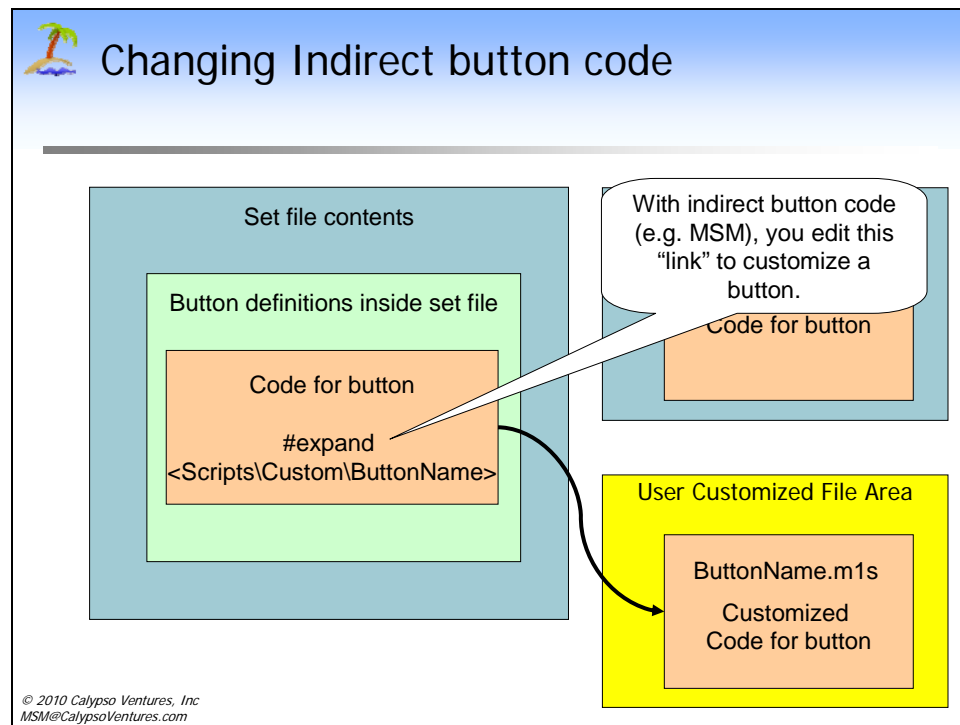 Changing Indirect button code
Set file contents
Button definitions inside set file
Code for button
#expand
<Scripts\Custom\ButtonName>
With indirect button code
(e.g. MSM), you edit this
“link” to customize a
button.
Code for button
User Customized File Area
ButtonName.m1s
Customized
Code for button
© 2010 Calypso Ventures, Inc
MSM@CalypsoVentures.com